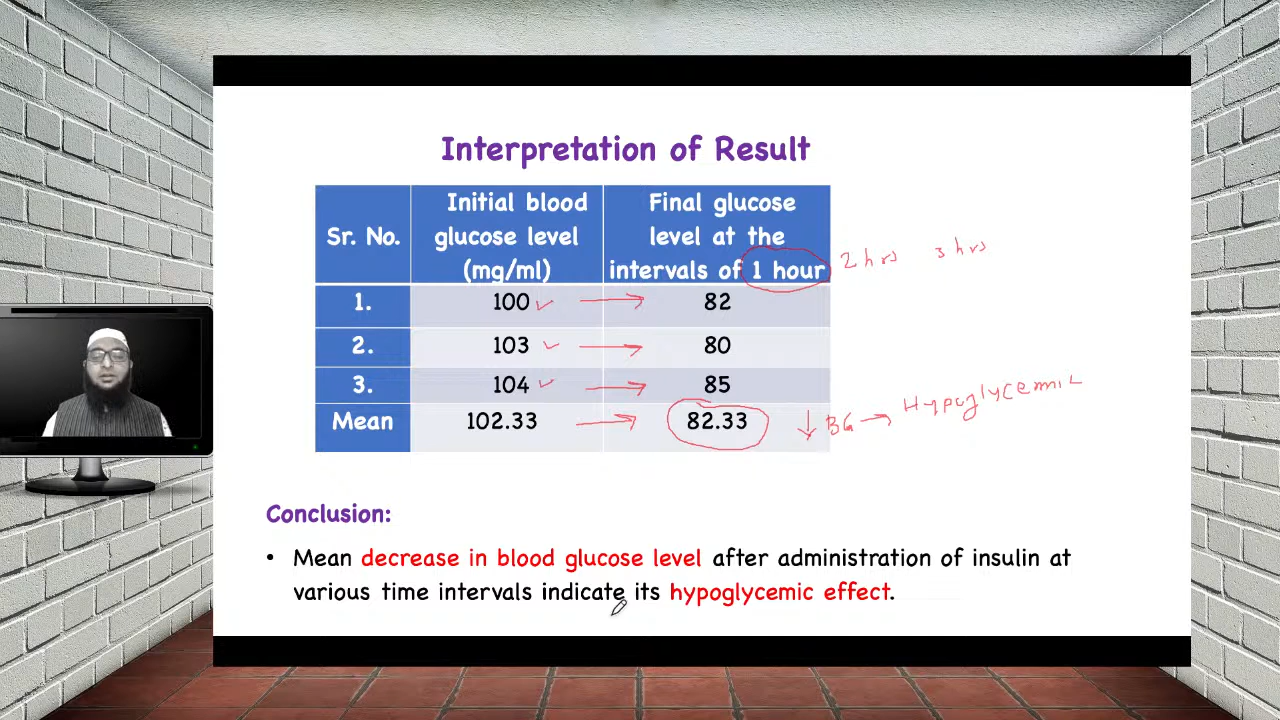 Interpretation of Result
Sr. No.
Initial blood
glucose level
(mg/ml)
Final glucose
level at the
intervals of 1 hour
2 hrs 3 hrs
1. 100 82
2. 103 80
3. 104 85
Mean 102.33 82.33
↓ BG → Hypoglycemic
Conclusion:
• Mean decrease in blood glucose level after administration of insulin at
various time intervals indicate its hypoglycemic effect.